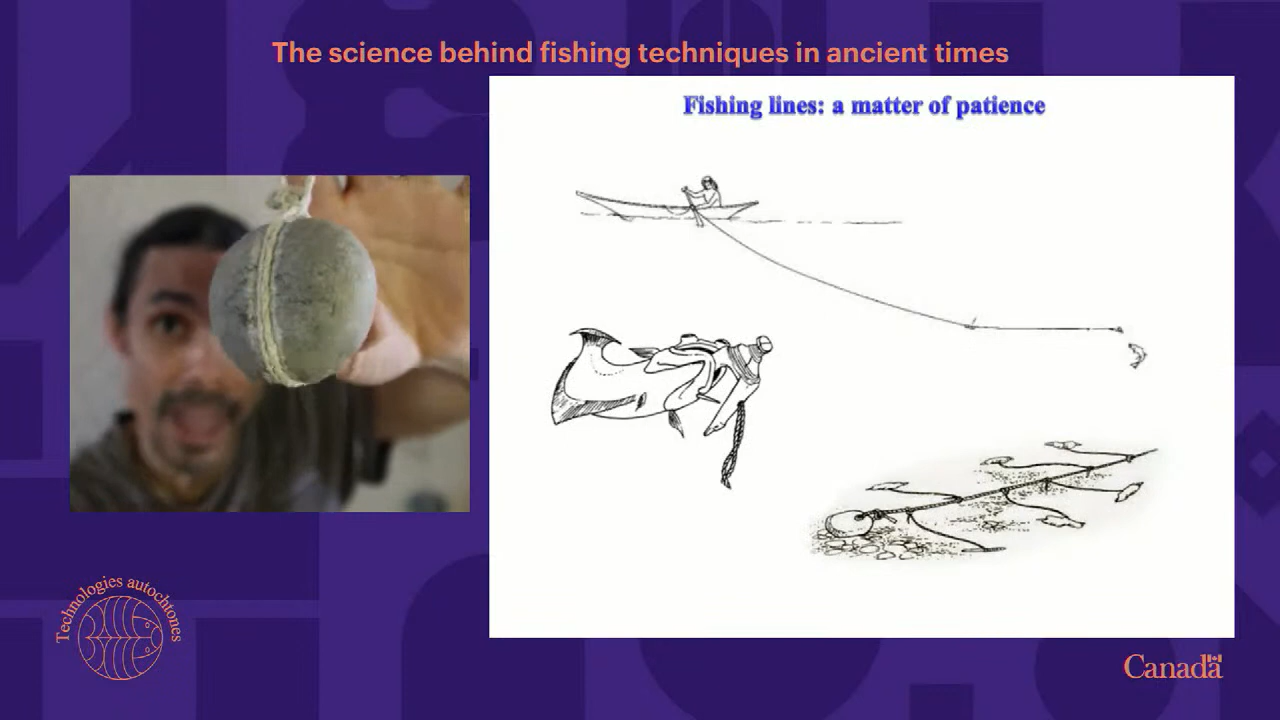 The science behind fishing techniques in ancient times
Fishing lines: a matter of patience
Technologies autochtones
Canada